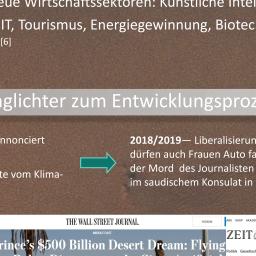 eue Wirtschaftssektoren: Künstliche Intel
IT, Tourismus, Energiegewinnung, Biotec
[6]
glichter zum Entwicklungsproz
nnonciert
te vom Klima-
2018/2019— Liberalisierun
dürfen auch Frauen Auto fa
der Mord des Journalisten
im saudischem Konsulat in
THE WALL STREET JOURNAL.
rince's $500 Billion Desert Dream: Flying
ZEIT